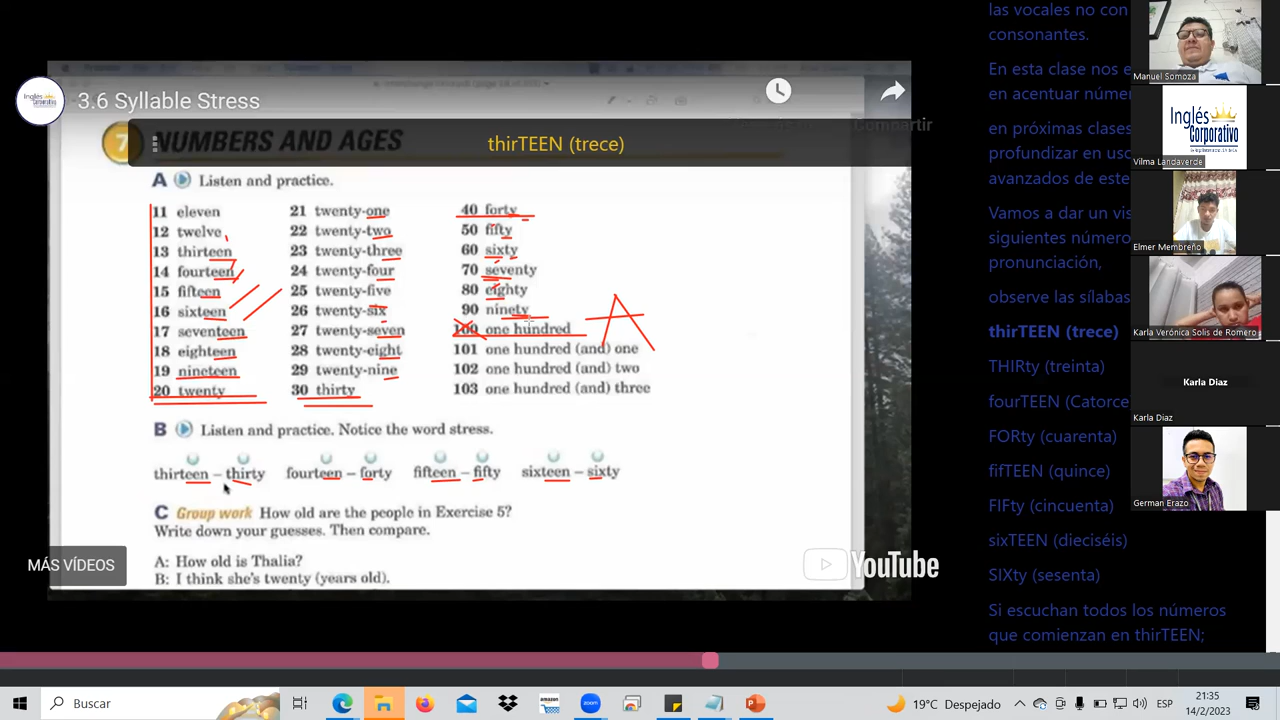 3.6 Syllable Stress
Compartir
thirTEEN (trece)
7 NUMBERS AND AGES
A Listen and practice.
11 eleven
12 twelve
13 thirteen
14 fourteen
15 fifteen
16 sixteen
17 seventeen
18 eighteen
19 nineteen
20 twenty
21 twenty-one
22 twenty-two
23 twenty-three
24 twenty-four
25 twenty-five
26 twenty-six
27 twenty-seven
28 twenty-eight
29 twenty-nine
30 thirty
40 forty
50 fifty
60 sixty
70 seventy
80 eighty
90 ninety
100 one hundred
101 one hundred (and) one
102 one hundred (and) two
103 one hundred (and) three
A
B Listen and practice. Notice the word stress.
thirteen – thirty fourteen – forty fifteen – fifty sixteen – sixty
C Group work How old are the people in Exercise 5?
Write down your guesses. Then compare.
A: How old is Thalia?
B: I think she's twenty (years old).
MÁS VÍDEOS
YouTube
las vocales no con
consonantes.
En esta clase nos e
en acentuar núme
en próximas clases
profundizar en uso
avanzados de este
Vamos a dar un vis
siguientes número
pronunciación,
observe las sílabas
thirTEEN (trece)
THIRty (treinta)
fourTEEN (Catorce
FORty (cuarenta)
fifTEEN (quince)
FIFty (cincuenta)
sixTEEN (dieciséis)
SIXty (sesenta)
Si escuchan todos los números
que comienzan en thirTEEN;
Manuel Somoza
Inglés
Corporativo
Vilma Landaverde
Elmer Membreño
Karla Verónica Solis de Romero
Karla Diaz
Karla Diaz
German Erazo
Buscar
19°C Despejado
ESP
21:35
14/2/2023